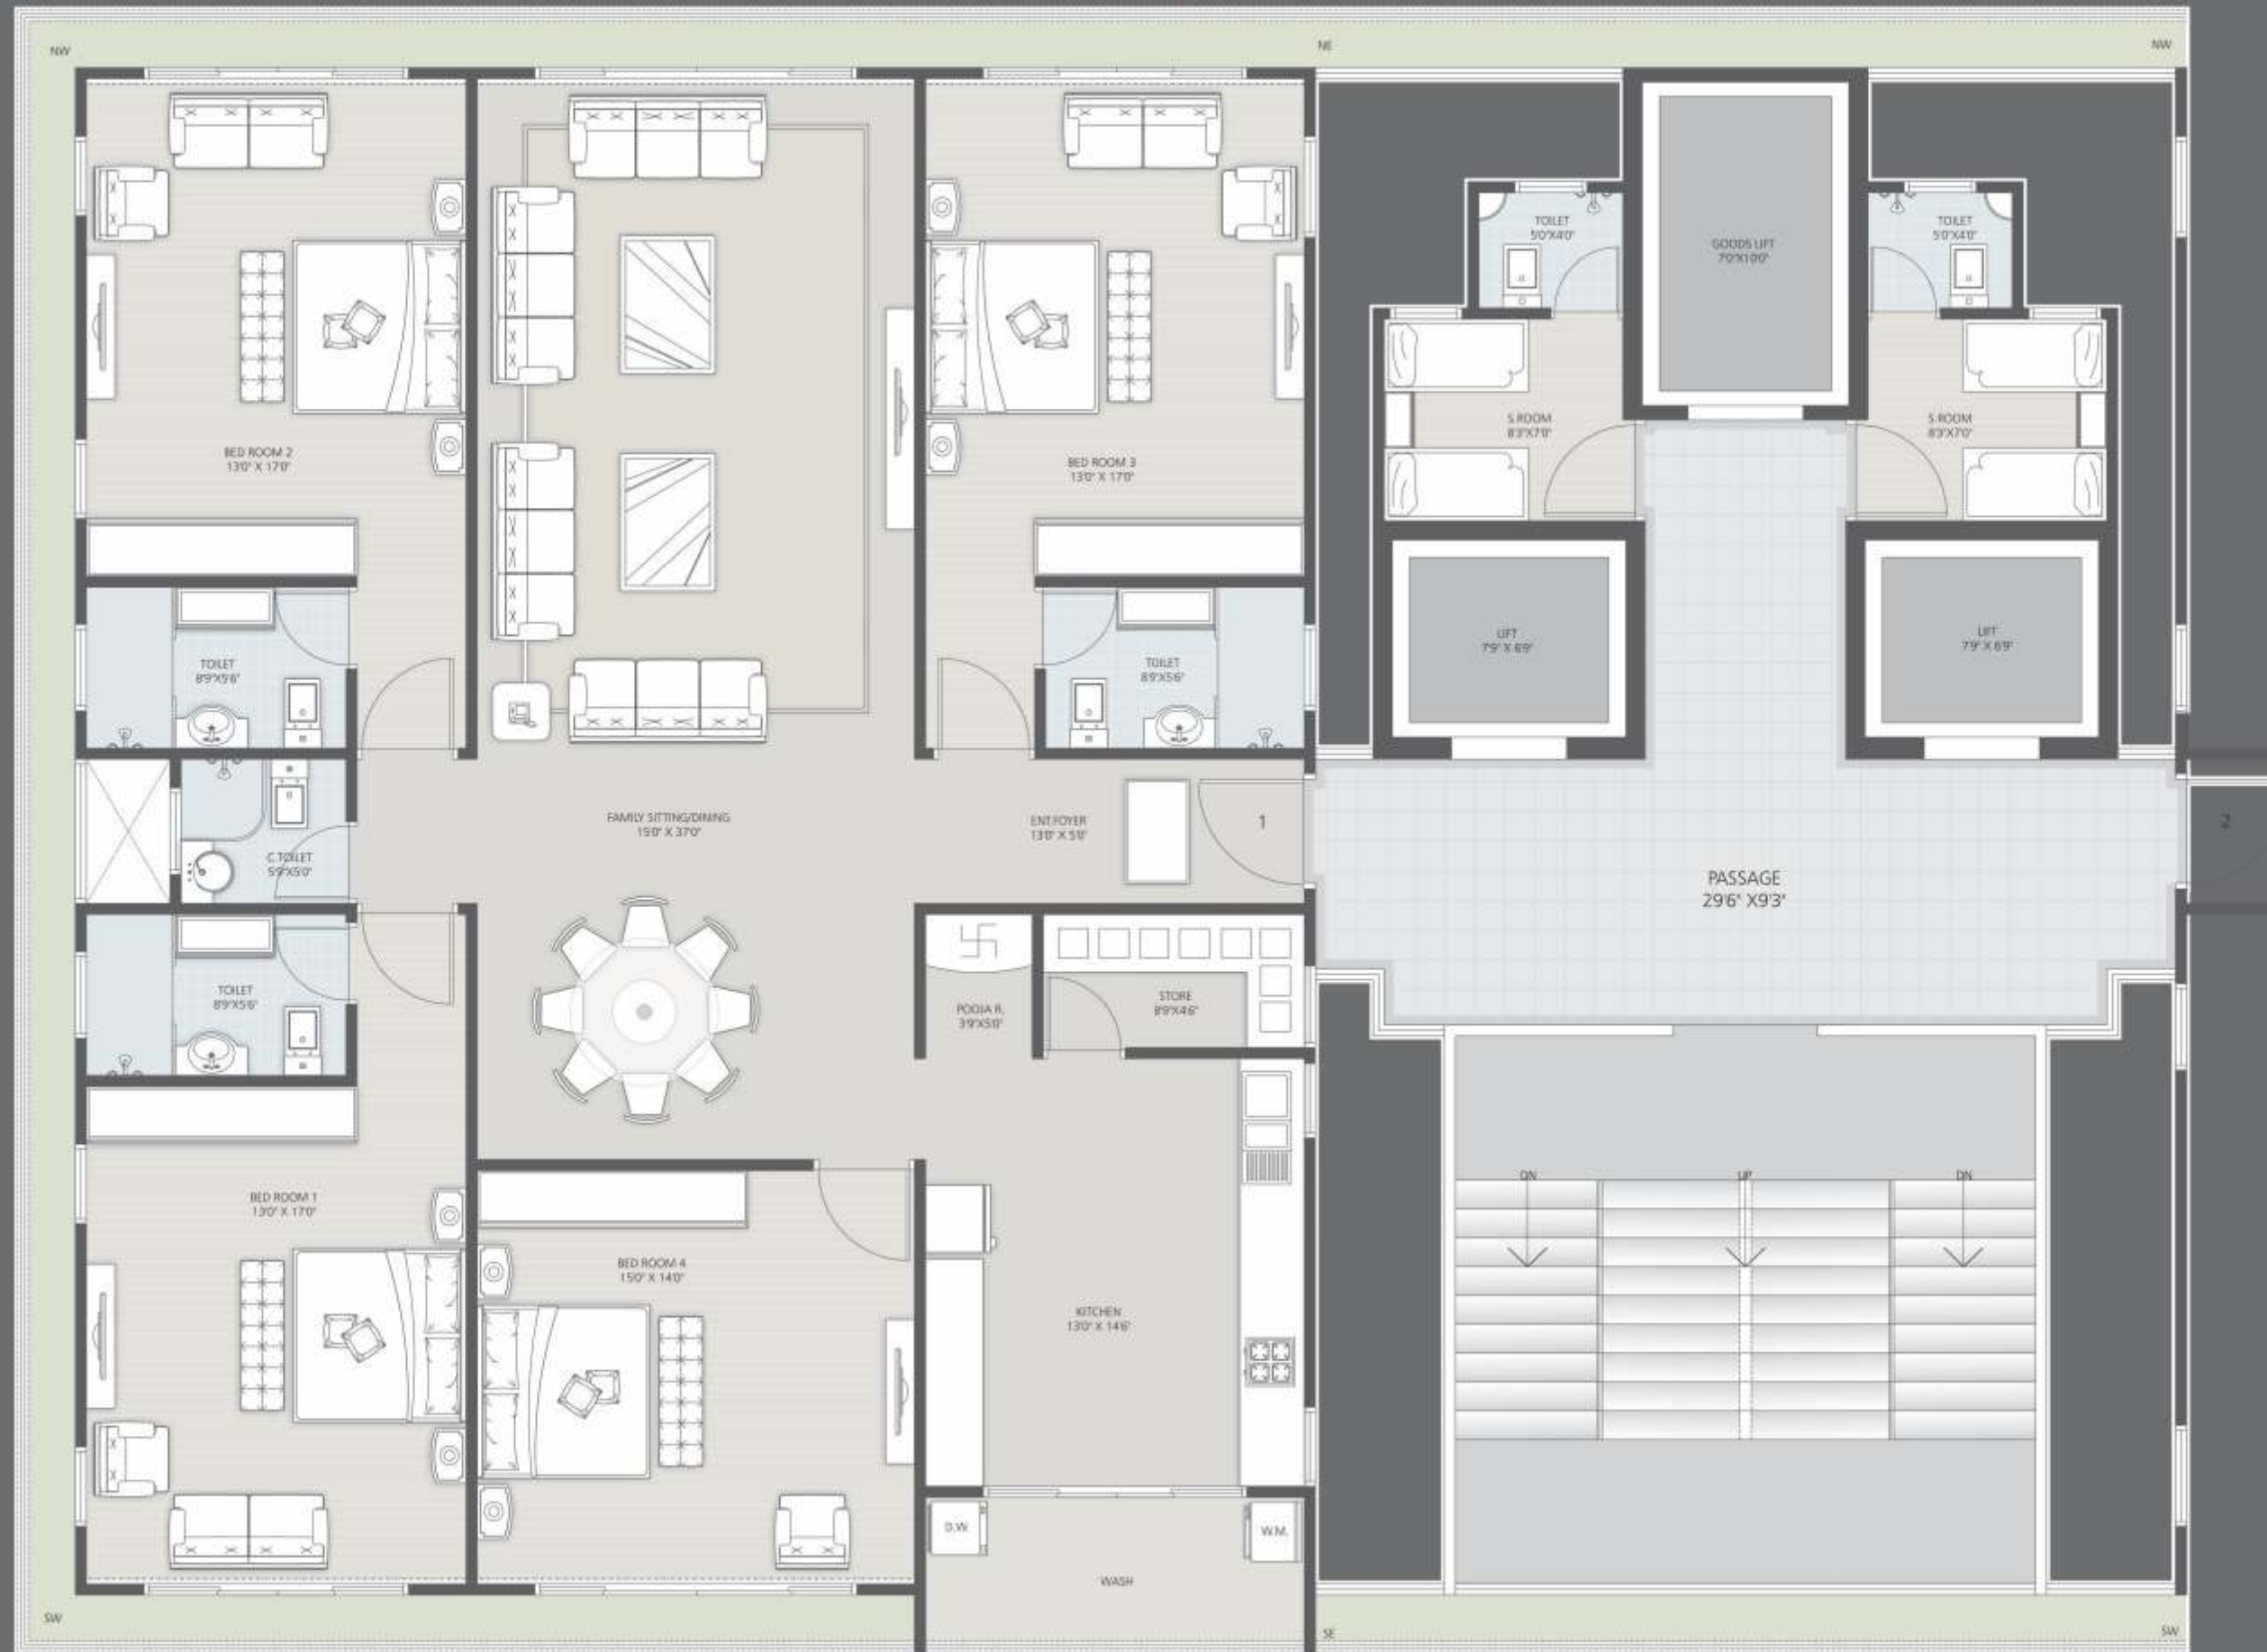 NW
NE
NW
TOILET
5'0"X4'0"
GOODS LIFT
7'0"X10'0"
TOILET
5'0"X4'0"
BED ROOM 2
13'0" X 17'0"
BED ROOM 3
13'0" X 17'0"
S.ROOM
8'3"X7'0"
S.ROOM
8'3"X7'0"
TOILET
8'9"X5'6"
TOILET
8'9"X5'6"
LIFT
7'9" X 6'9"
LIFT
7'9" X 6'9"
FAMILY SITTING/DINING
15'0" X 37'0"
ENT.FOYER
13'0" X 5'0"
1
2
C.TOILET
5'9"X5'0"
PASSAGE
29'6" X9'3"
TOILET
8'9"X5'6"
POOJA R.
3'9"X5'0"
STORE
8'9"X4'6"
BED ROOM 1
13'0" X 17'0"
DN
UP
DN
BED ROOM 4
15'0" X 14'0"
KITCHEN
13'0" X 14'6"
D.W.
W.M.
WASH
SW
SE
SW